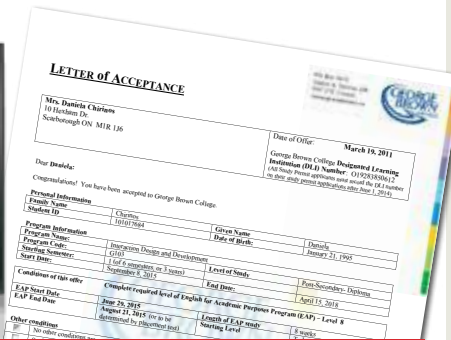 LETTER of ACCEPTANCE
GEORGE BROWN
Mrs. Daniela Chirinos
10 Hexham Dr.
Scarborough ON M1R 1J6
Date of Offer: March 19, 2011
George Brown College Designated Learning
Institution (DLI) Number: O19283850612
(All Study Permit applicants must record the DLI number
on their study permit applications after June 1, 2014)
Dear Daniela:
Congratulations! You have been accepted to George Brown College.
Personal Information
Family Name Chirinos Given Name Daniela
Student ID 101017664 Date of Birth: January 21, 1995
Program Information
Program Name: Interaction Design and Development
Program Code: G103 Level of Study Post-Secondary- Diploma
Starting Semester: 1 (of 6 semesters, or 3 years)
Start Date: September 8, 2015 End Date: April 15, 2018
Conditions of this offer Complete required level of English for Academic Purposes Program (EAP) – Level 8
EAP Start Date June 29, 2015 Length of EAP study 8 weeks
EAP End Date August 21, 2015 (or to be Starting Level
determined by placement test)
Other conditions
No other conditions